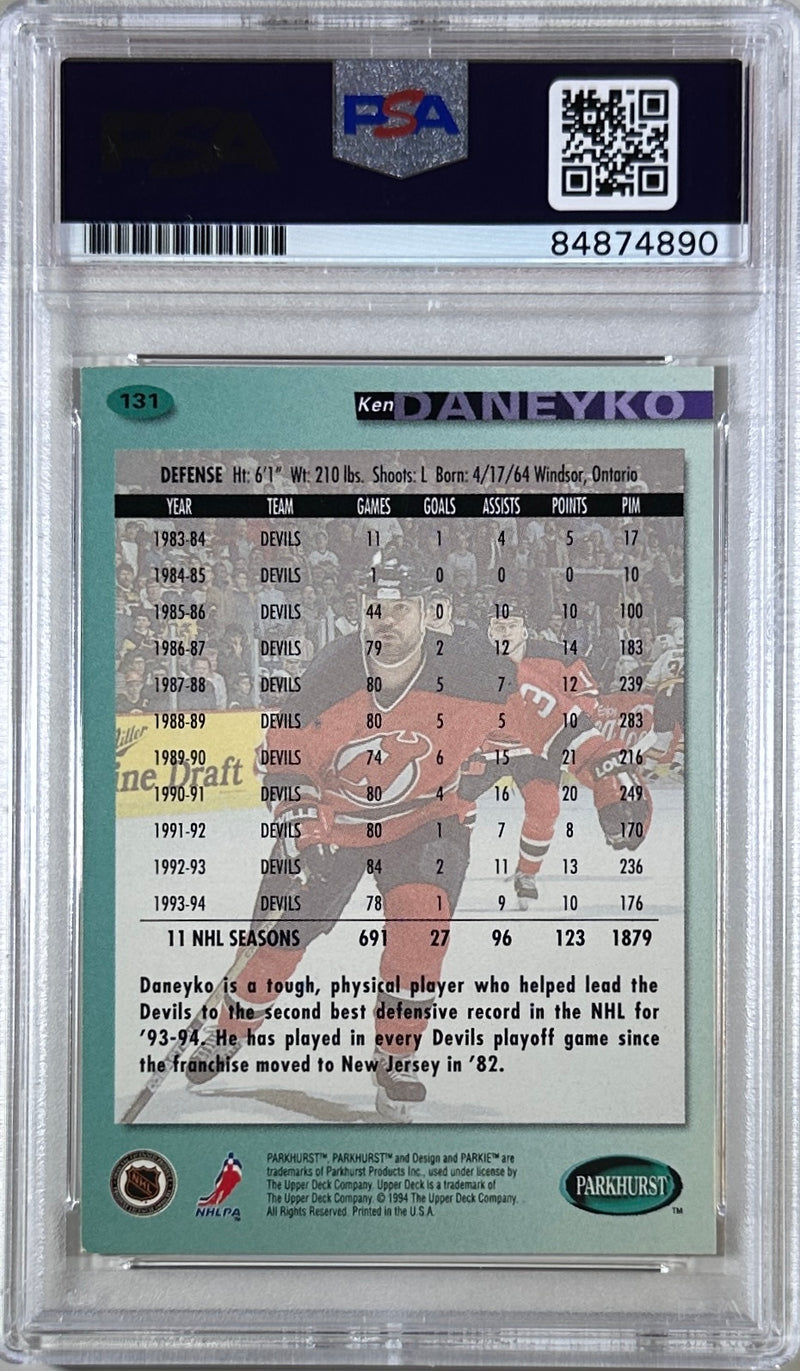 PSA
84874890
131
Ken DANEYKO
DEFENSE Ht: 6'1" Wt: 210 lbs. Shoots: L Born: 4/17/64 Windsor, Ontario
YEAR TEAM GAMES GOALS ASSISTS POINTS PIM
1983-84 DEVILS 11 1 4 5 17
1984-85 DEVILS 1 0 0 0 10
1985-86 DEVILS 44 0 10 10 100
1986-87 DEVILS 79 2 12 14 183
1987-88 DEVILS 80 5 7 12 239
1988-89 DEVILS 80 5 5 10 283
1989-90 DEVILS 74 6 15 21 216
1990-91 DEVILS 80 4 16 20 249
1991-92 DEVILS 80 1 7 8 170
1992-93 DEVILS 84 2 11 13 236
1993-94 DEVILS 78 1 9 10 176
11 NHL SEASONS 691 27 96 123 1879
Miller
ine Draft
3
Daneyko is a tough, physical player who helped lead the
Devils to the second best defensive record in the NHL for
'93-94. He has played in every Devils playoff game since
the franchise moved to New Jersey in '82.
NHL
NHLPA
PARKHURST™, PARKHURST™ and Design and PARKIE™ are
trademarks of Parkhurst Products Inc., used under license by
The Upper Deck Company. Upper Deck is a trademark of
The Upper Deck Company. © 1994 The Upper Deck Company.
All Rights Reserved. Printed in the U.S.A.
PARKHURST
TM